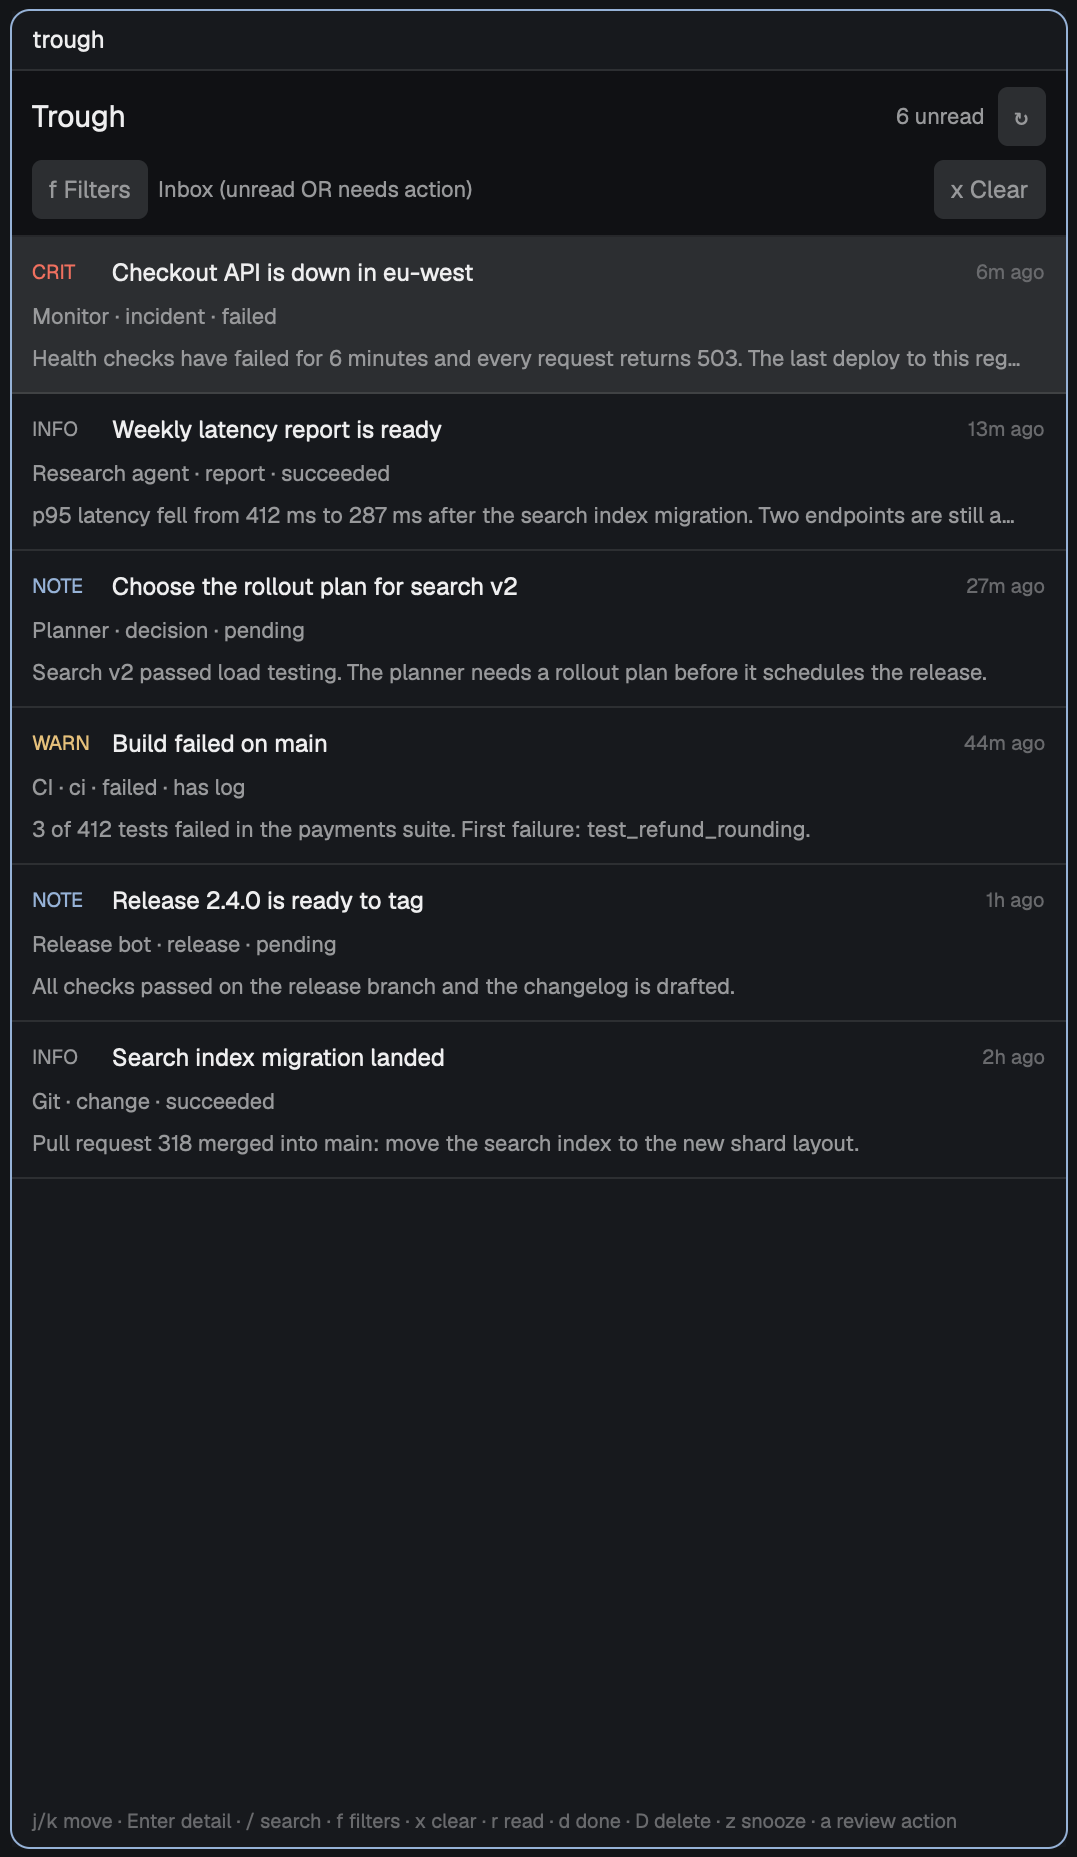 trough
Trough
6 unread
↻
f Filters
Inbox (unread OR needs action)
x Clear
CRIT
Checkout API is down in eu-west
6m ago
Monitor · incident · failed
Health checks have failed for 6 minutes and every request returns 503. The last deploy to this reg...
INFO
Weekly latency report is ready
13m ago
Research agent · report · succeeded
p95 latency fell from 412 ms to 287 ms after the search index migration. Two endpoints are still a...
NOTE
Choose the rollout plan for search v2
27m ago
Planner · decision · pending
Search v2 passed load testing. The planner needs a rollout plan before it schedules the release.
WARN
Build failed on main
44m ago
CI · ci · failed · has log
3 of 412 tests failed in the payments suite. First failure: test_refund_rounding.
NOTE
Release 2.4.0 is ready to tag
1h ago
Release bot · release · pending
All checks passed on the release branch and the changelog is drafted.
INFO
Search index migration landed
2h ago
Git · change · succeeded
Pull request 318 merged into main: move the search index to the new shard layout.
j/k move · Enter detail · / search · f filters · x clear · r read · d done · D delete · z snooze · a review action